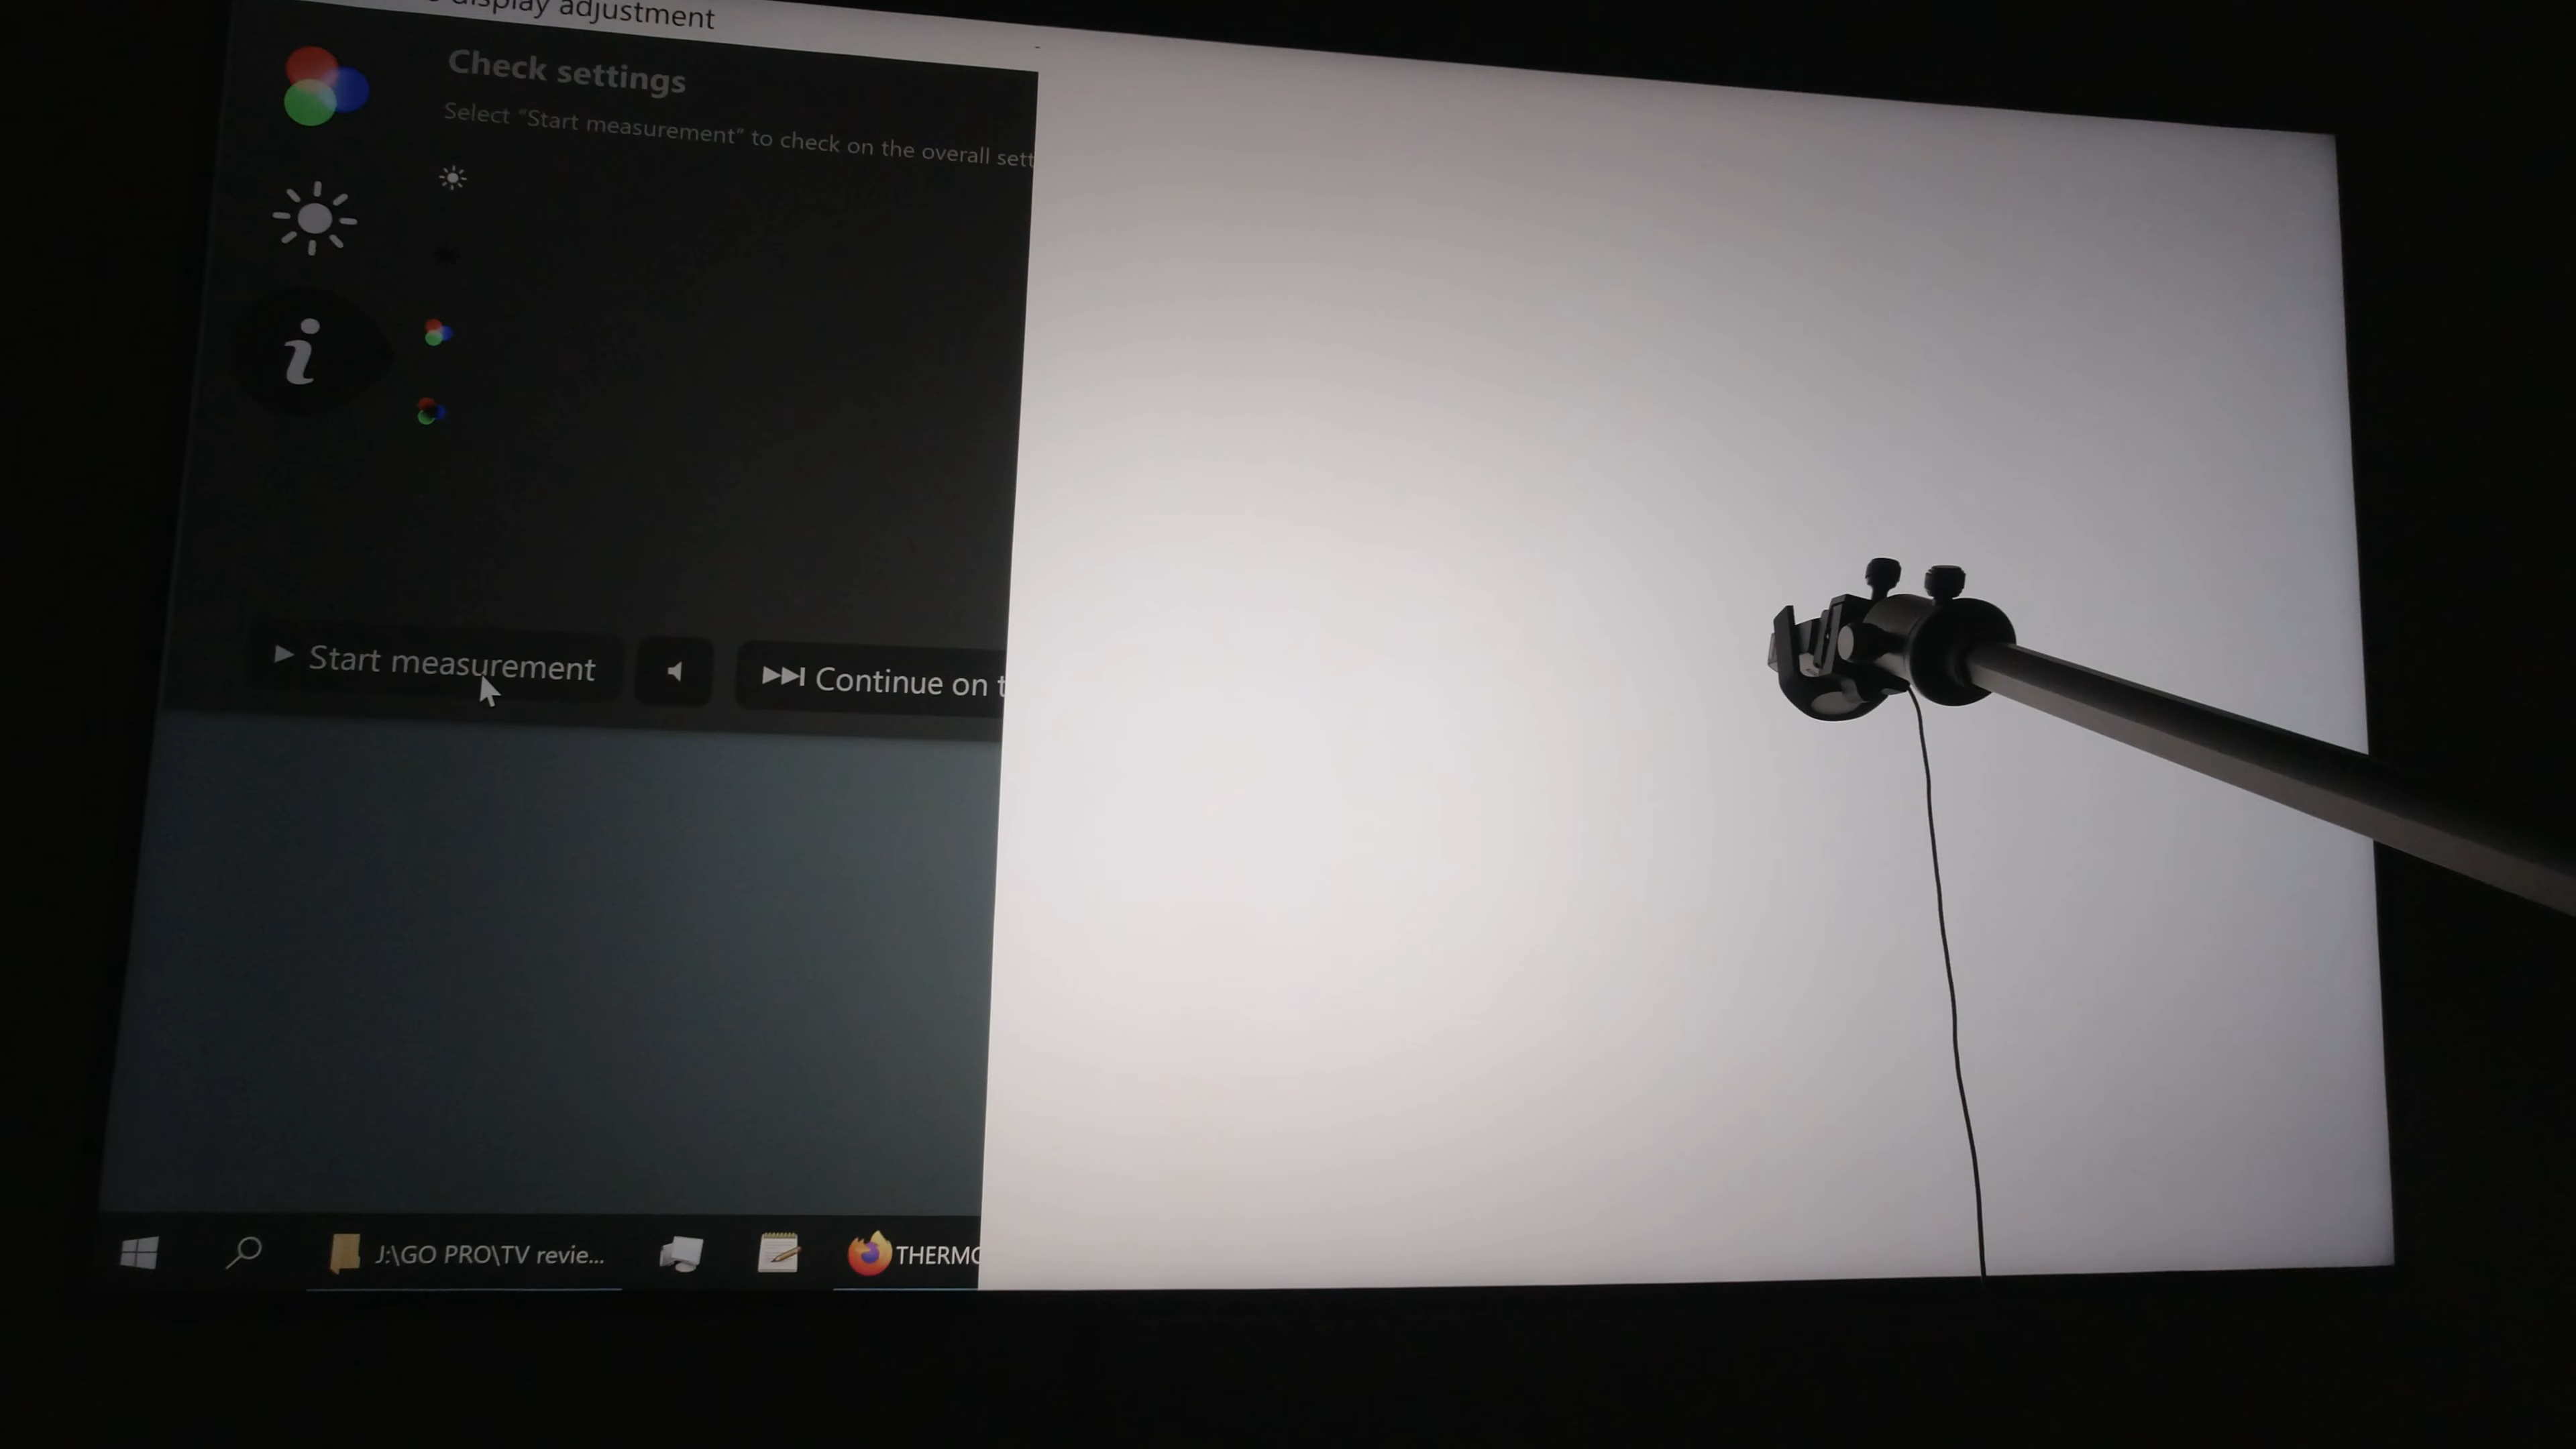 display adjustment
Check settings
Select "Start measurement" to check on the overall sett
Start measurement
Continue on t
J:\GO PRO\TV revie...
THERMO